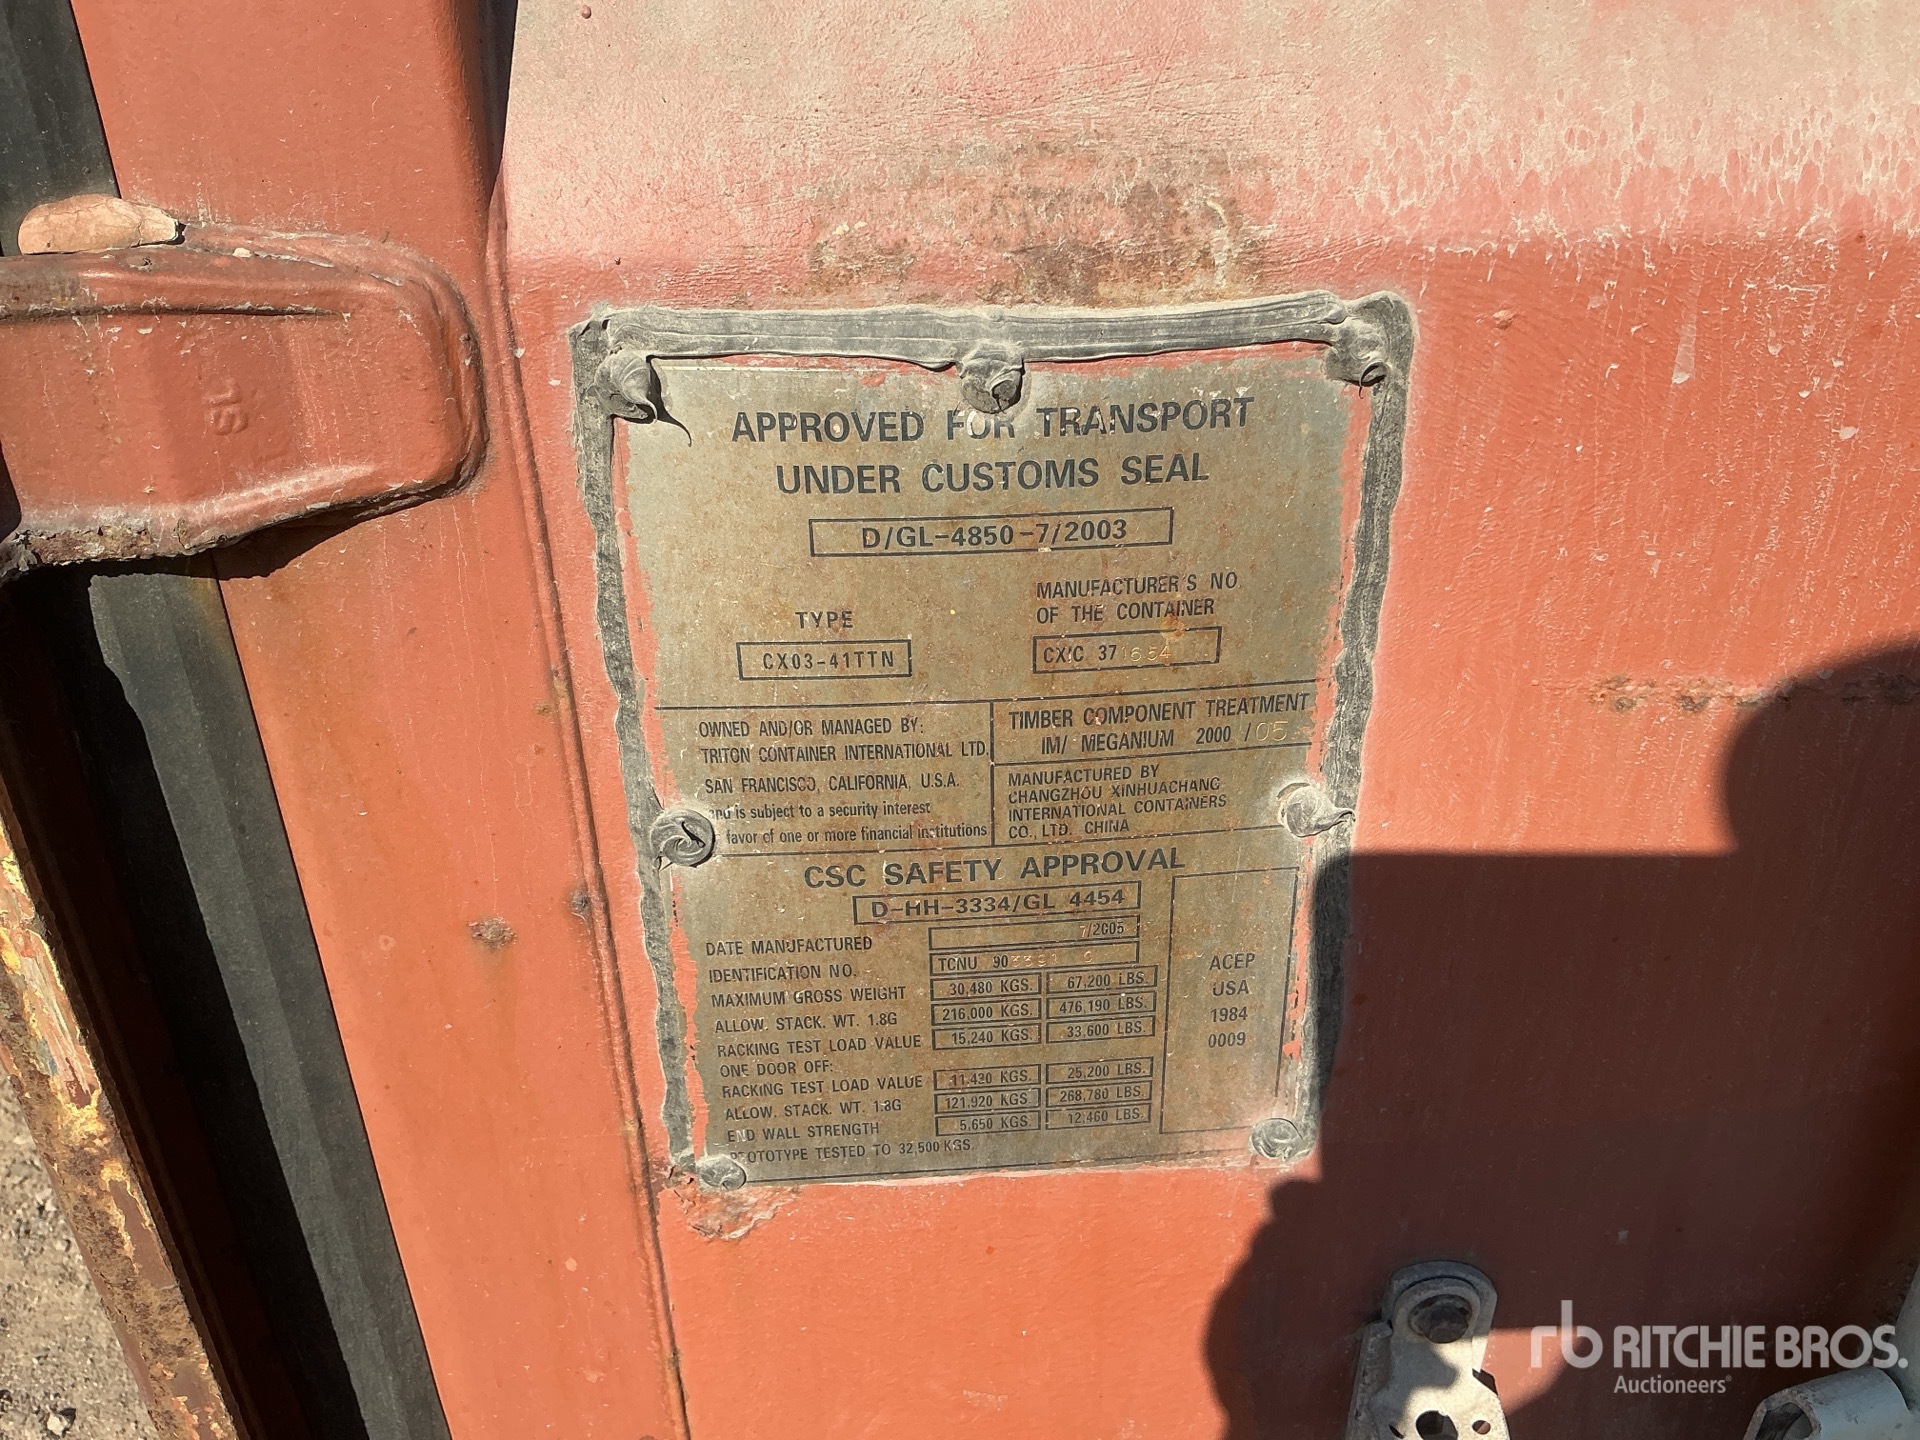 APPROVED FOR TRANSPORT
UNDER CUSTOMS SEAL
D/GL-4850-7/2003
TYPE
CX03-41TTN
MANUFACTURER'S NO.
OF THE CONTAINER
CXIC 371654
OWNED AND/OR MANAGED BY:
TRITON CONTAINER INTERNATIONAL LTD.
SAN FRANCISCO, CALIFORNIA, U.S.A.
and is subject to a security interest
favor of one or more financial institutions
TIMBER COMPONENT TREATMENT
IM/ MEGANIUM 2000 /05
MANUFACTURED BY
CHANGZHOU XINHUACHANG
INTERNATIONAL CONTAINERS
CO., LTD. CHINA
CSC SAFETY APPROVAL
D-HH-3334/GL 4454
DATE MANUFACTURED 7/2005
IDENTIFICATION NO. TCNU
MAXIMUM GROSS WEIGHT 30,480 KGS. 67,200 LBS.
ALLOW. STACK. WT. 1.8G 216,000 KGS. 476,190 LBS.
RACKING TEST LOAD VALUE 15,240 KGS. 33,600 LBS.
ONE DOOR OFF:
RACKING TEST LOAD VALUE 11,430 KGS. 25,200 LBS.
ALLOW. STACK. WT. 1.8G 121,920 KGS. 268,780 LBS.
END WALL STRENGTH 5,650 KGS. 12,460 LBS.
PROTOTYPE TESTED TO 32,500 KGS.
ACEP
USA
1984
0009
rb RITCHIE BROS.
Auctioneers